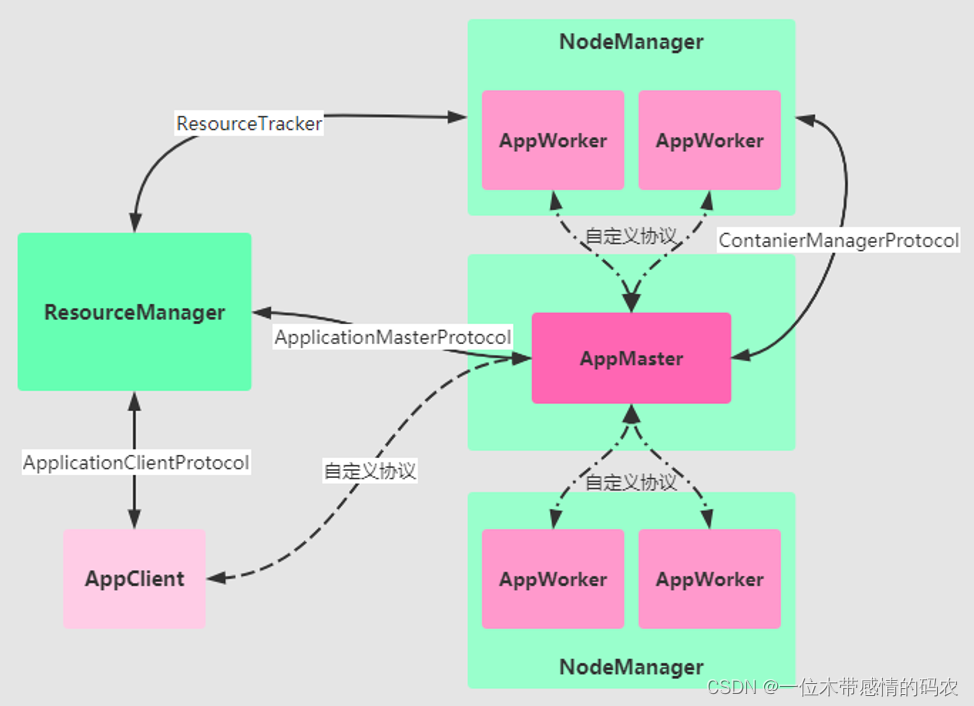 NodeManager
ResourceTracker
AppWorker
AppWorker
自定义协议
ContanierManagerProtocol
ResourceManager
ApplicationMasterProtocol
AppMaster
ApplicationClientProtocol
自定义协议
自定义协议
AppClient
AppWorker
AppWorker
NodeManager
CSDN @一位木带感情的码农